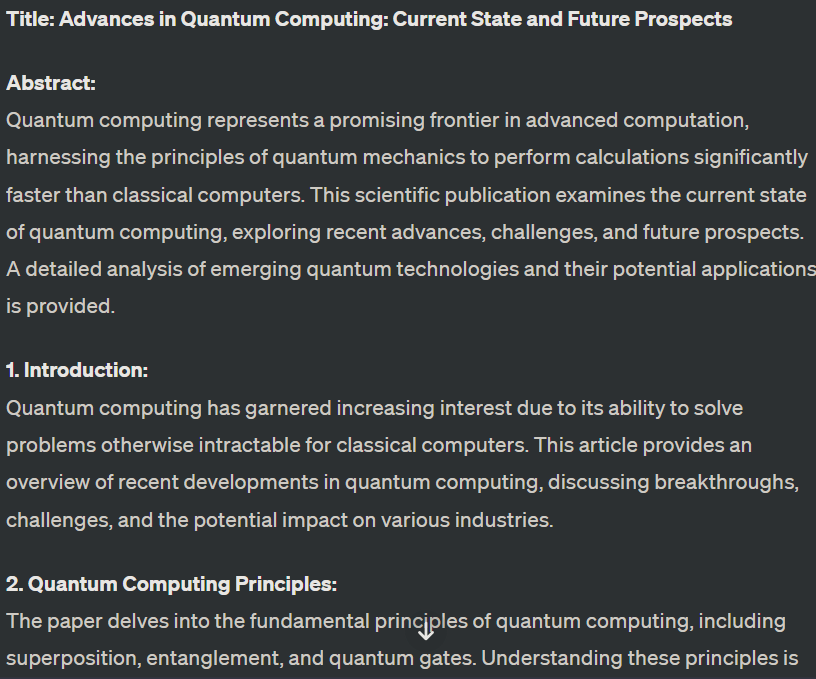 Title: Advances in Quantum Computing: Current State and Future Prospects
Abstract:
Quantum computing represents a promising frontier in advanced computation,
harnessing the principles of quantum mechanics to perform calculations significantly
faster than classical computers. This scientific publication examines the current state
of quantum computing, exploring recent advances, challenges, and future prospects.
A detailed analysis of emerging quantum technologies and their potential applications
is provided.
1. Introduction:
Quantum computing has garnered increasing interest due to its ability to solve
problems otherwise intractable for classical computers. This article provides an
overview of recent developments in quantum computing, discussing breakthroughs,
challenges, and the potential impact on various industries.
2. Quantum Computing Principles:
The paper delves into the fundamental principles of quantum computing, including
superposition, entanglement, and quantum gates. Understanding these principles is